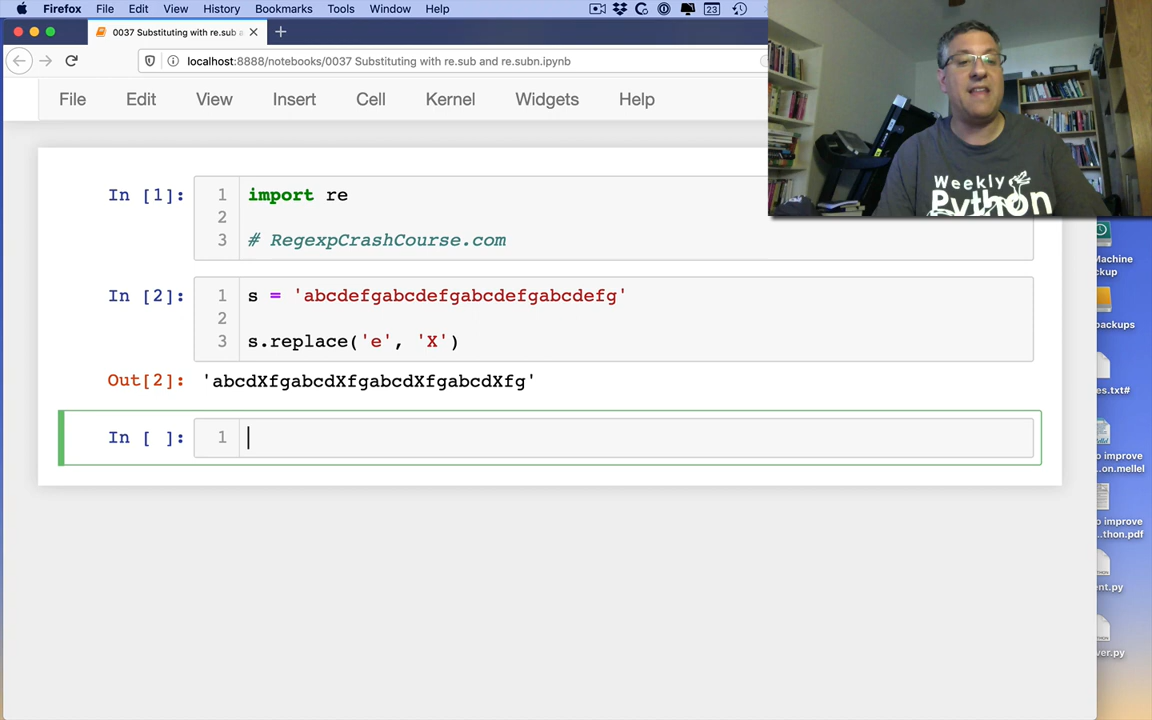 Firefox File Edit View History Bookmarks Tools Window Help 23
0037 Substituting with re.sub a
localhost:8888/notebooks/0037 Substituting with re.sub and re.subn.ipynb
File Edit View Insert Cell Kernel Widgets Help
In [1]: 1 import re
2
3 # RegexpCrashCourse.com
In [2]: 1 s = 'abcdefgabcdefgabcdefgabcdefg'
2
3 s.replace('e', 'X')
Out[2]: 'abcdXfgabcdXfgabcdXfgabcdXfg'
In [ ]: 1
Weekly
Python
Machine
ckup
backups
es.txt#
o improve
...on.mellel
o improve
...thon.pdf
ent.py
ver.py